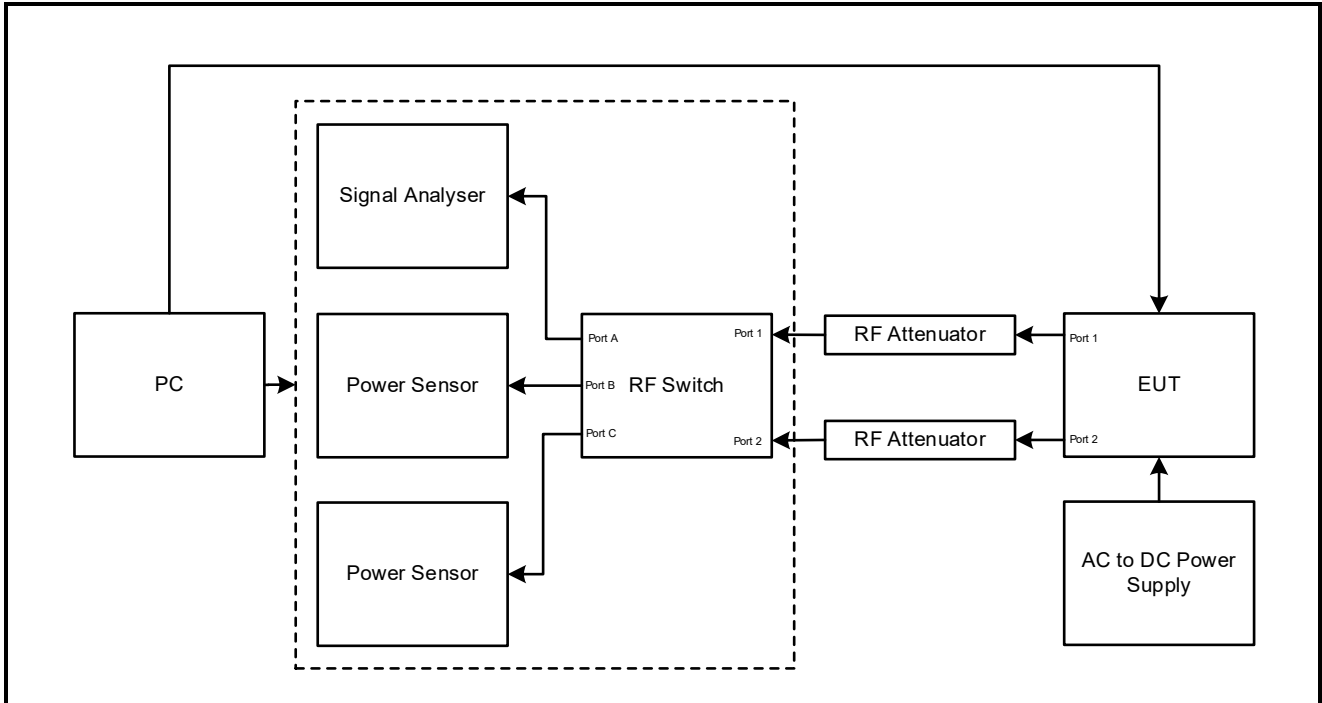 Signal Analyser
PC
Power Sensor
Port A
Port B
Port C
RF Switch
Port 1
Port 2
RF Attenuator
RF Attenuator
Port 1
EUT
Port 2
Power Sensor
AC to DC Power
Supply